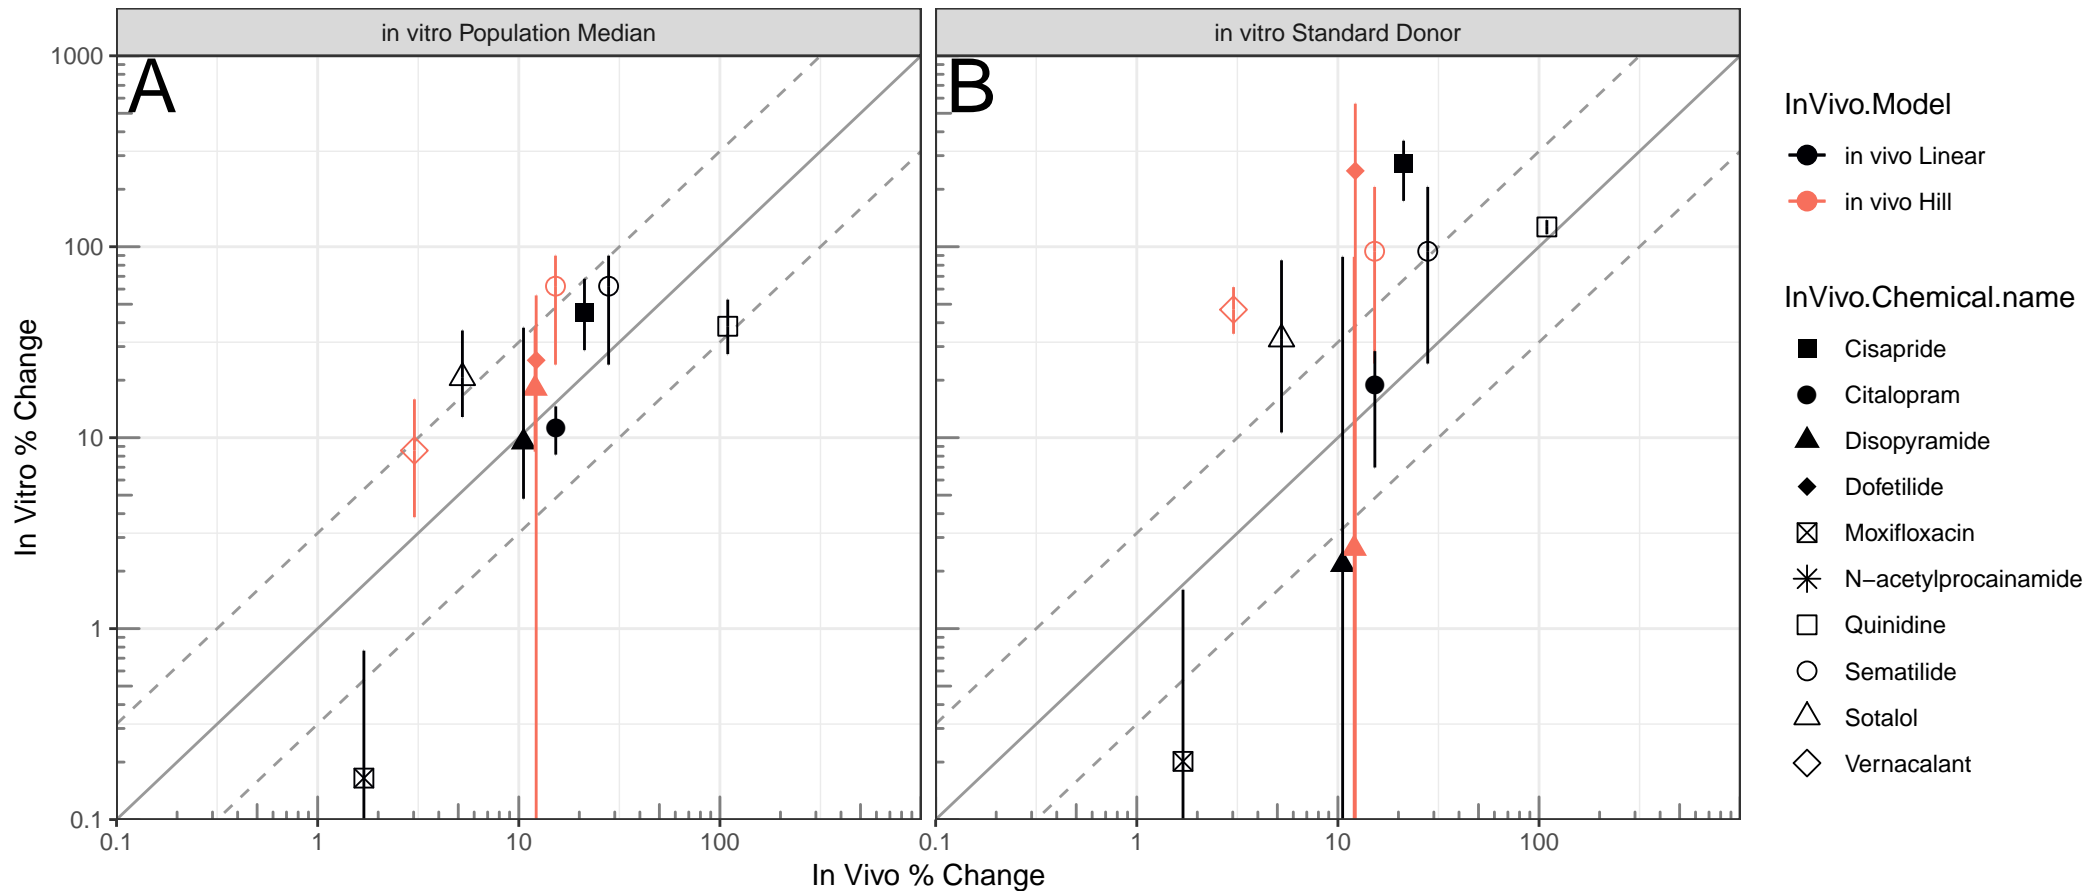 in vitro Population Median
in vitro Standard Donor
A
B
1000
100
10
1
0.1
In Vitro % Change
0.1
1
10
100
0.1
1
10
100
In Vivo % Change
InVivo.Model
in vivo Linear
in vivo Hill
InVivo.Chemical.name
Cisapride
Citalopram
Disopyramide
Dofetilide
Moxifloxacin
N−acetylprocainamide
Quinidine
Sematilide
Sotalol
Vernacalant